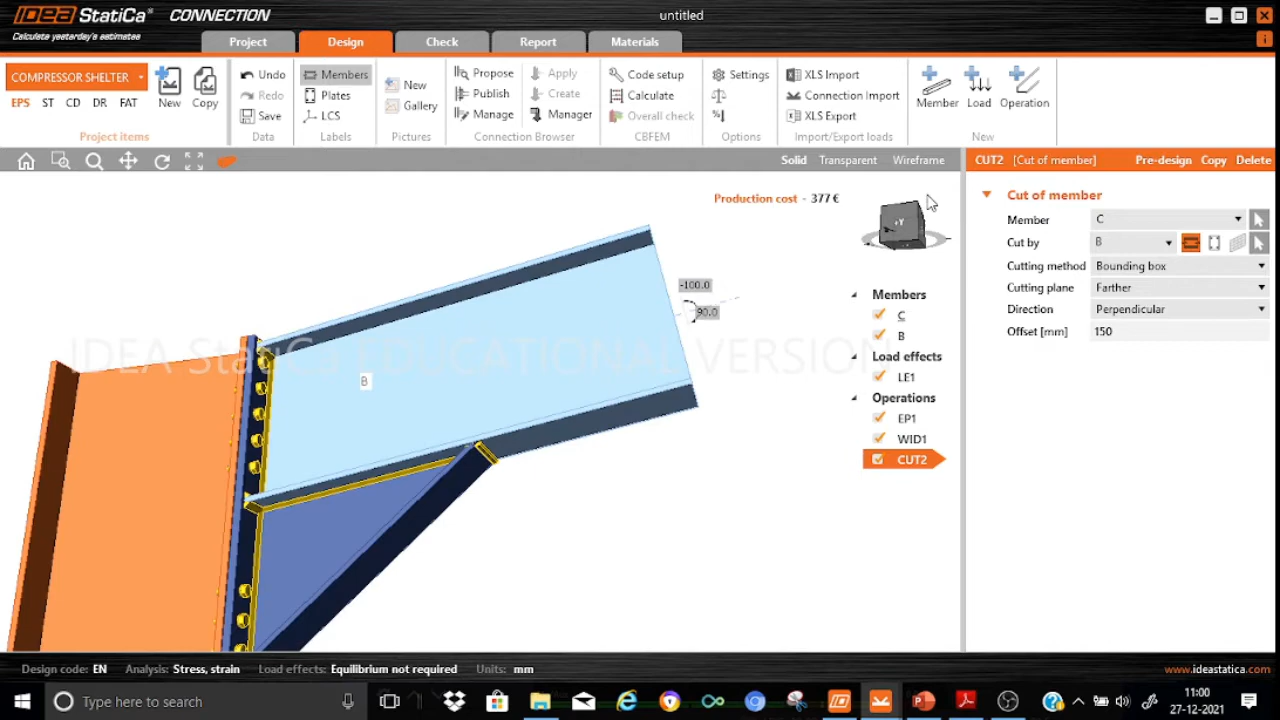 IDEA StatiCa® CONNECTION
Calculate yesterday's estimates
untitled
Project Design Check Report Materials
COMPRESSOR SHELTER
EPS ST CD DR FAT
New Copy
Project items
Undo
Redo
Save
Data
Members
Plates
LCS
Labels
New
Gallery
Pictures
Propose Apply
Publish Create
Manage Manager
Connection Browser
Code setup
Calculate
Overall check
CBFEM
Settings
Options
XLS Import
Connection Import
XLS Export
Import/Export loads
Member Load Operation
New
Solid Transparent Wireframe
CUT2 [Cut of member] Pre-design Copy Delete
Production cost - 377 €
+Y
-100.0
90.0
B
IDEA StatiCa EDUCATIONAL VERSION
Members
C
B
Load effects
LE1
Operations
EP1
WID1
CUT2
Cut of member
Member C
Cut by B
Cutting method Bounding box
Cutting plane Farther
Direction Perpendicular
Offset [mm] 150
Design code: EN Analysis: Stress, strain Load effects: Equilibrium not required Units: mm
www.ideastatica.com
Type here to search
11:00
27-12-2021